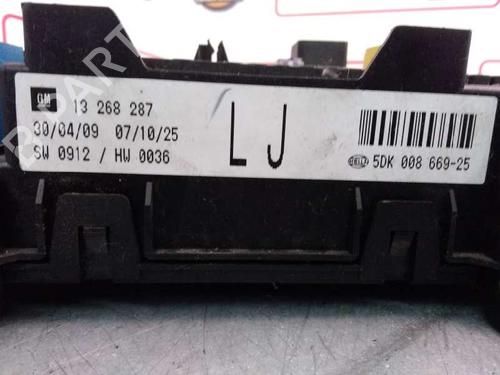 GM 13 268 287
30/04/09 07/10/25
SW 0912 / HW 0036
LJ
HELLA 5DK 008 669-25